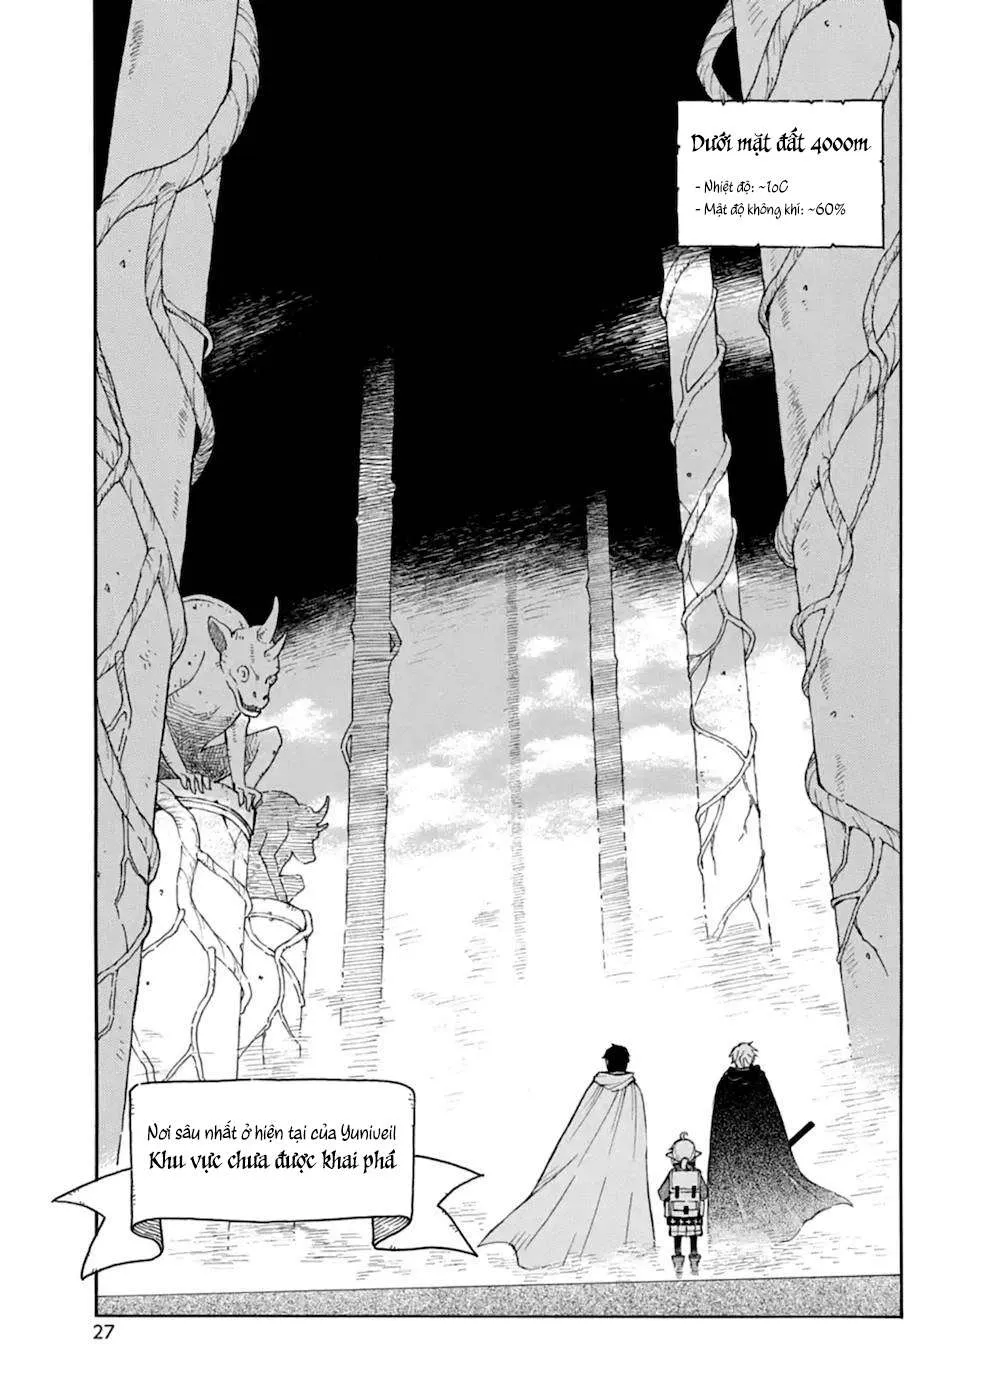 Dưới mặt đất 4000m
- Nhiệt độ: ~10C
- Mật độ không khí: ~60%
Nơi sâu nhất ở hiện tại của Yuniveil
Khu vực chưa được khai phá
27